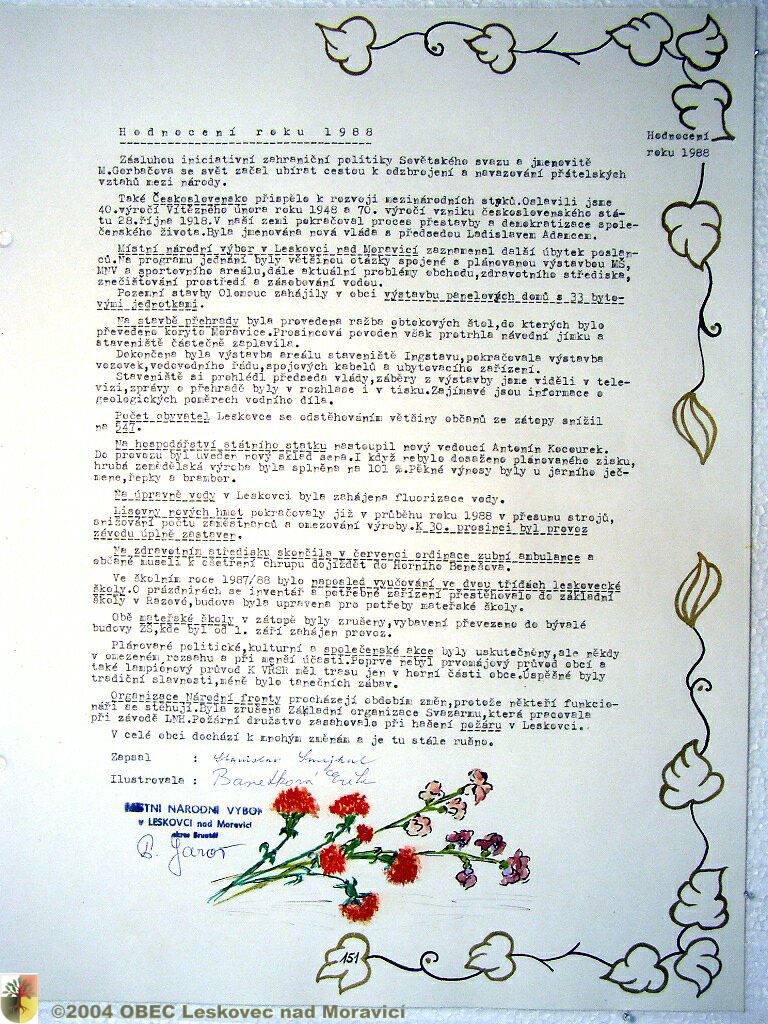 Hodnocení roku 1988
Hodnocení
roku 1988
Zásluhou iniciativní zahraniční politiky Sovětského svazu a jmenovitě
M.Gorbačova se svět začal ubírat cestou k odzbrojení a navazování přátelských
vztahů mezi národy.
Také Československo přispělo k rozvoji mezinárodních styků.Oslavili jsme
40.výročí Vítězného února roku 1948 a 70. výročí vzniku československého stá-
tu 28.října 1918.V naší zemi pokračoval proces přestavby a demokratizace spole-
čenského života.Byla jmenována nová vláda s předsedou Ladislavem Adamcem.
Místní národní výbor v Leskovci nad Moravicí zaznamenal další úbytek poslan-
ců.Na programu jednání byly většinou otázky spojené s plánovanou výstavbou MŠ,
MNV a sportovního areálu,dále aktuální problémy obchodu,zdravotního střediska,
znečišťování prostředí a zásobování vodou.
Pozemní stavby Olomouc zahájily v obci výstavbu panelových domů s 33 byto-
vými jednotkami.
Na stavbě přehrady byla provedena ražba obtokových štol,do kterých bylo
převedeno koryto Moravice.Prosincová povodeň však protrhla návodní jímku a
staveniště částečně zaplavila.
Dokončena byla výstavba areálu staveniště Ingstavu,pokračovala výstavba
vozovek,vodovodního řádu,spojových kabelů a ubytovacího zařízení.
Staveniště si prohlédl předseda vlády,záběry z výstavby jsme viděli v tele-
vizi,zprávy o přehradě byly v rozhlase i v tisku.Zajímavé jsou informace o
geologických poměrech vodního díla.
Počet obyvatel Leskovce se odstěhováním většiny občanů ze zátopy snížil
na 547.
Na hospodářství státního statku nastoupil nový vedoucí Antonín Kocourek.
Do provozu byl uveden nový sklad sena.I když nebylo dosaženo plánovaného zisku,
hrubá zemědělská výroba byla splněna na 101 %.Pěkné výnosy byly u jarního ječ-
mene,řepky a brambor.
Na úpravně vody v Leskovci byla zahájena fluorizace vody.
Lisovny nových hmot pokračovaly již v průběhu roku 1988 v přesunu strojů,
snižování počtu zaměstnanců a omezování výroby.K 30. prosinci byl provoz
závodu úplně zastaven.
Na zdravotním středisku skončila v červenci ordinace zubní ambulance a
občané museli k ošetření chrupu dojíždět do Horního Benešova.
Ve školním roce 1987/88 bylo naposled vyučování ve dvou třídách leskovecké
školy.O prázdninách se inventář a potřebné zařízení přestěhovalo do základní
školy v Razové,budova byla upravena pro potřeby mateřské školy.
Obě mateřské školy v zátopě byly zrušeny,vybavení převezeno do bývalé
budovy ZŠ,kde byl od 1. září zahájen provoz.
Plánované politické,kulturní a společenské akce byly uskutečněny,ale někdy
v omezeném rozsahu a při menší účasti.Poprvé nebyl prvomájový průvod obcí a
také lampiónový průvod K VŘSR měl trasu jen v horní části obce.Úspěšné byly
tradiční slavnosti,méně bylo tanečních zábav.
Organizace Národní fronty procházejí obdobím změn,protože někteří funkcio-
náři se stěhují.Byla zrušena Základní organizace Svazarmu,která pracovala
při závodě LNH.Požární družstvo zasahovalo při hašení požáru v Leskovci.
V celé obci dochází k mnohým změnám a je tu stále rušno.
Zapsal : Stanislav
Ilustrovala : Banetková
MÍSTNÍ NÁRODNÍ VÝBOR
v LESKOVCI nad Moravicí
okres Bruntál
151
©2004 OBEC Leskovec nad Moravicí